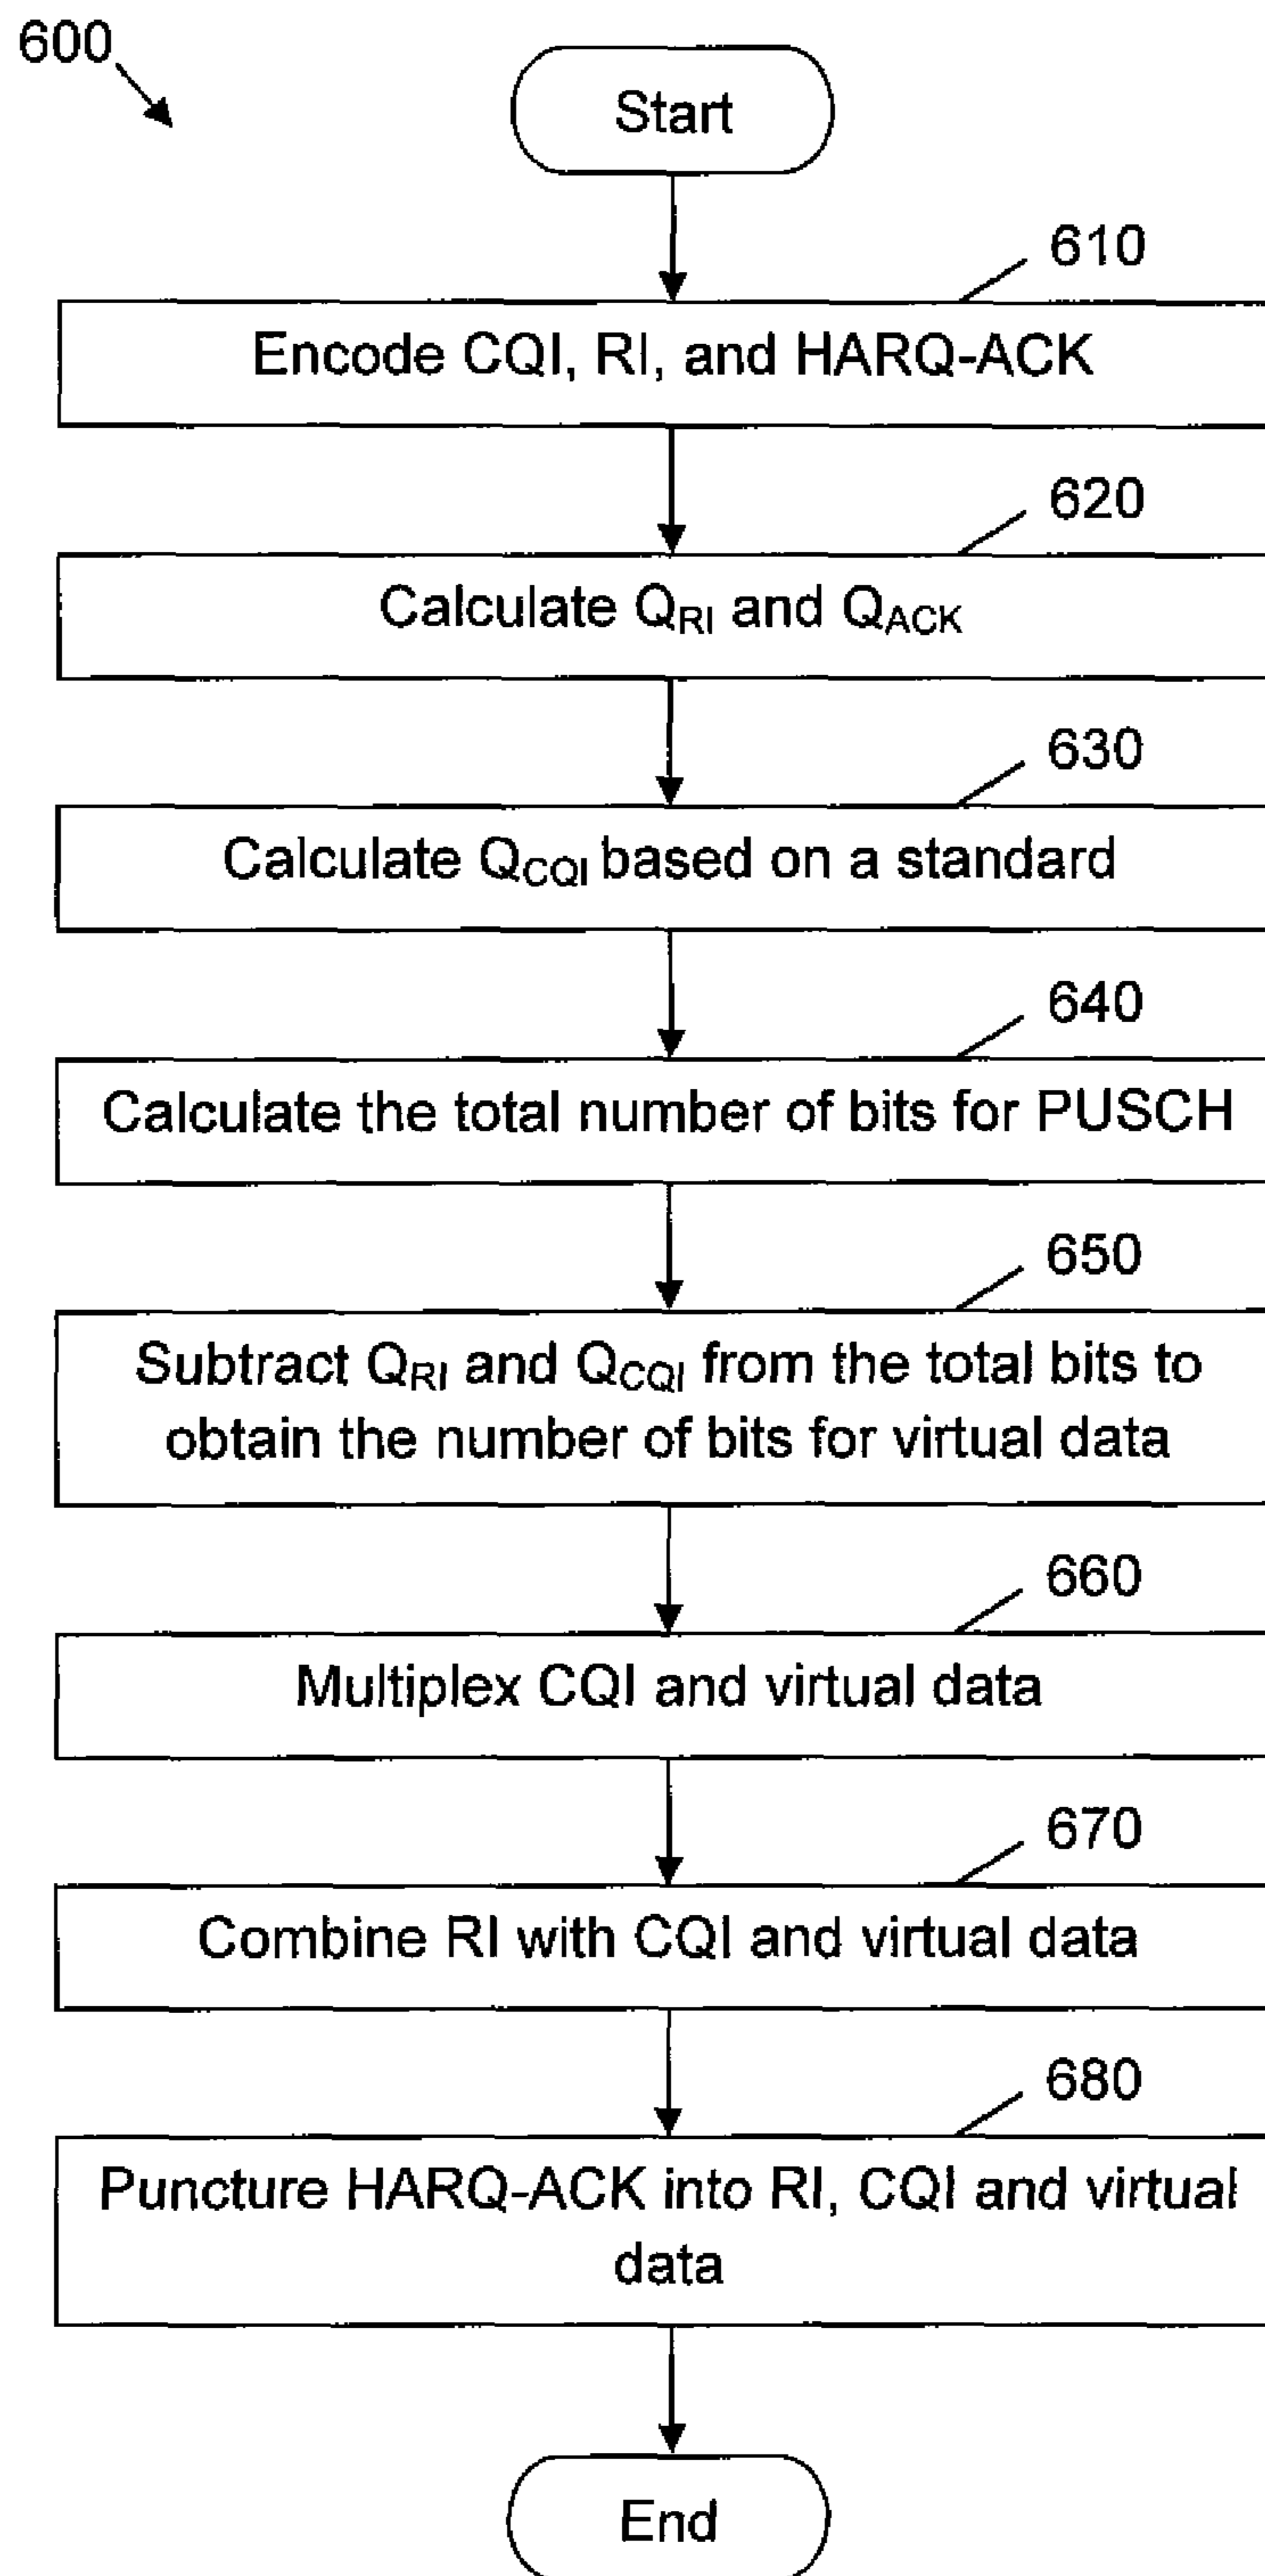 600
Start
610
Encode CQI, RI, and HARQ-ACK
620
Calculate QRI and QACK
630
Calculate QCQI based on a standard
640
Calculate the total number of bits for PUSCH
650
Subtract QRI and QCQI from the total bits to
obtain the number of bits for virtual data
660
Multiplex CQI and virtual data
670
Combine RI with CQI and virtual data
680
Puncture HARQ-ACK into RI, CQI and virtual
data
End